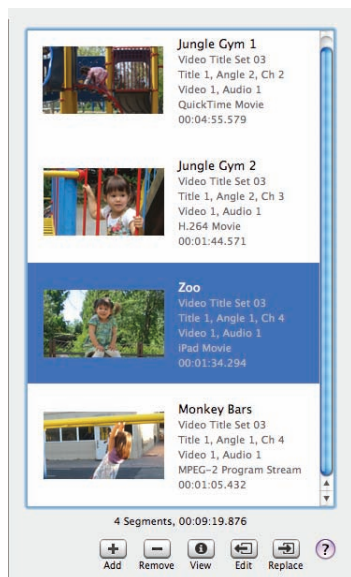 Jungle Gym 1
Video Title Set 03
Title 1, Angle 2, Ch 2
Video 1, Audio 1
QuickTime Movie
00:04:55.579
Jungle Gym 2
Video Title Set 03
Title 1, Angle 2, Ch 3
Video 1, Audio 1
H.264 Movie
00:01:44.571
Zoo
Video Title Set 03
Title 1, Angle 1, Ch 4
Video 1, Audio 1
iPad Movie
00:01:34.294
Monkey Bars
Video Title Set 03
Title 1, Angle 1, Ch 4
Video 1, Audio 1
MPEG-2 Program Stream
00:01:05.432
4 Segments, 00:09:19.876
Add Remove View Edit Replace ?